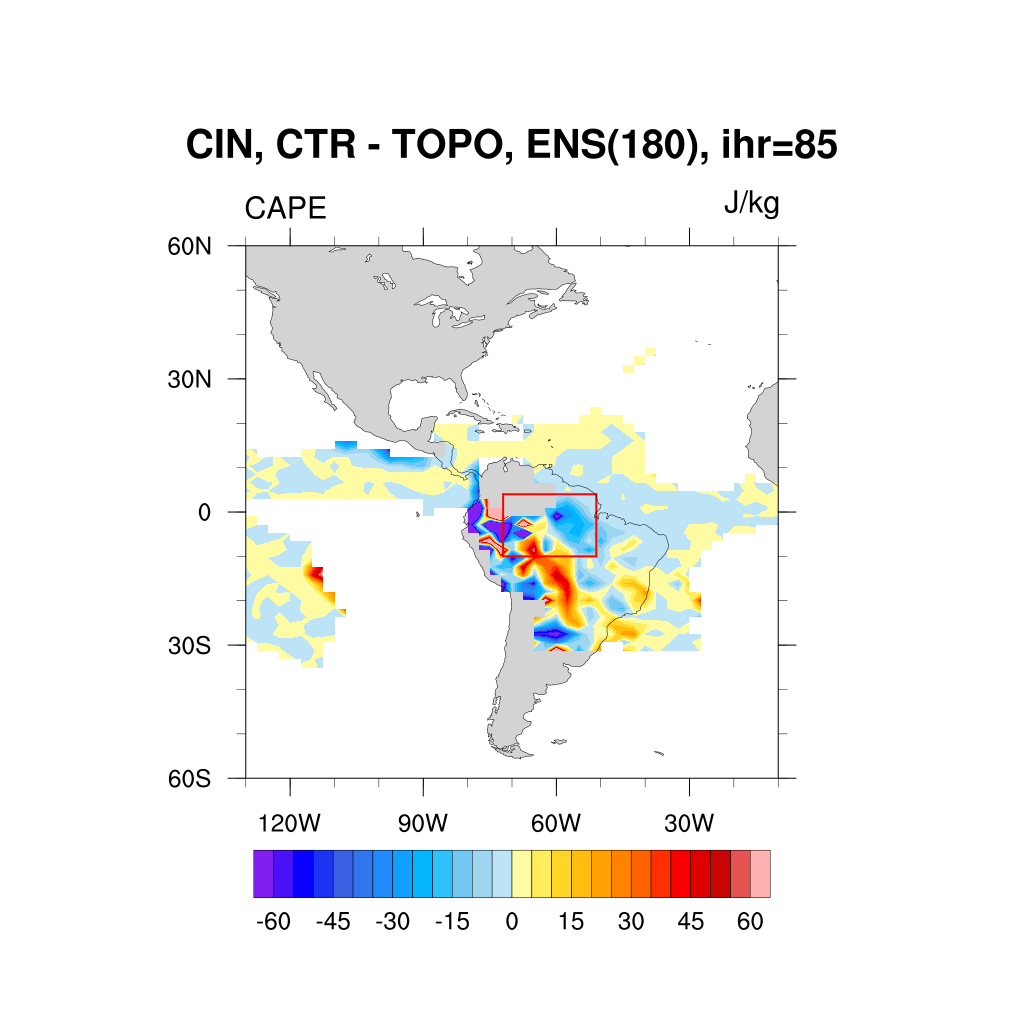 CIN, CTR - TOPO, ENS(180), ihr=85
CAPE J/kg
60N
30N
0
30S
60S
120W 90W 60W 30W
-60 -45 -30 -15 0 15 30 45 60